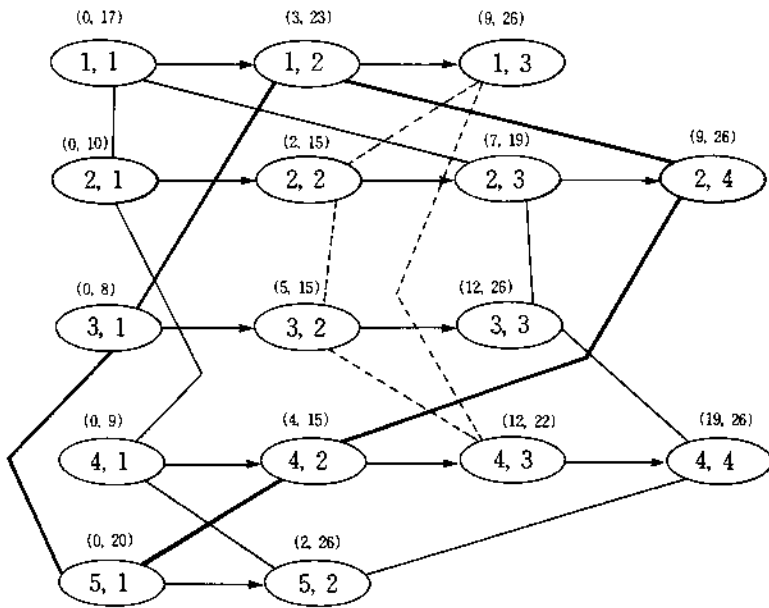 (0, 17) (3, 23) (9, 26)
1, 1 1, 2 1, 3
(0, 10) (2, 15) (7, 19) (9, 26)
2, 1 2, 2 2, 3 2, 4
(0, 8) (5, 15) (12, 26)
3, 1 3, 2 3, 3
(0, 9) (4, 15) (12, 22) (19, 26)
4, 1 4, 2 4, 3 4, 4
(0, 20) (2, 26)
5, 1 5, 2